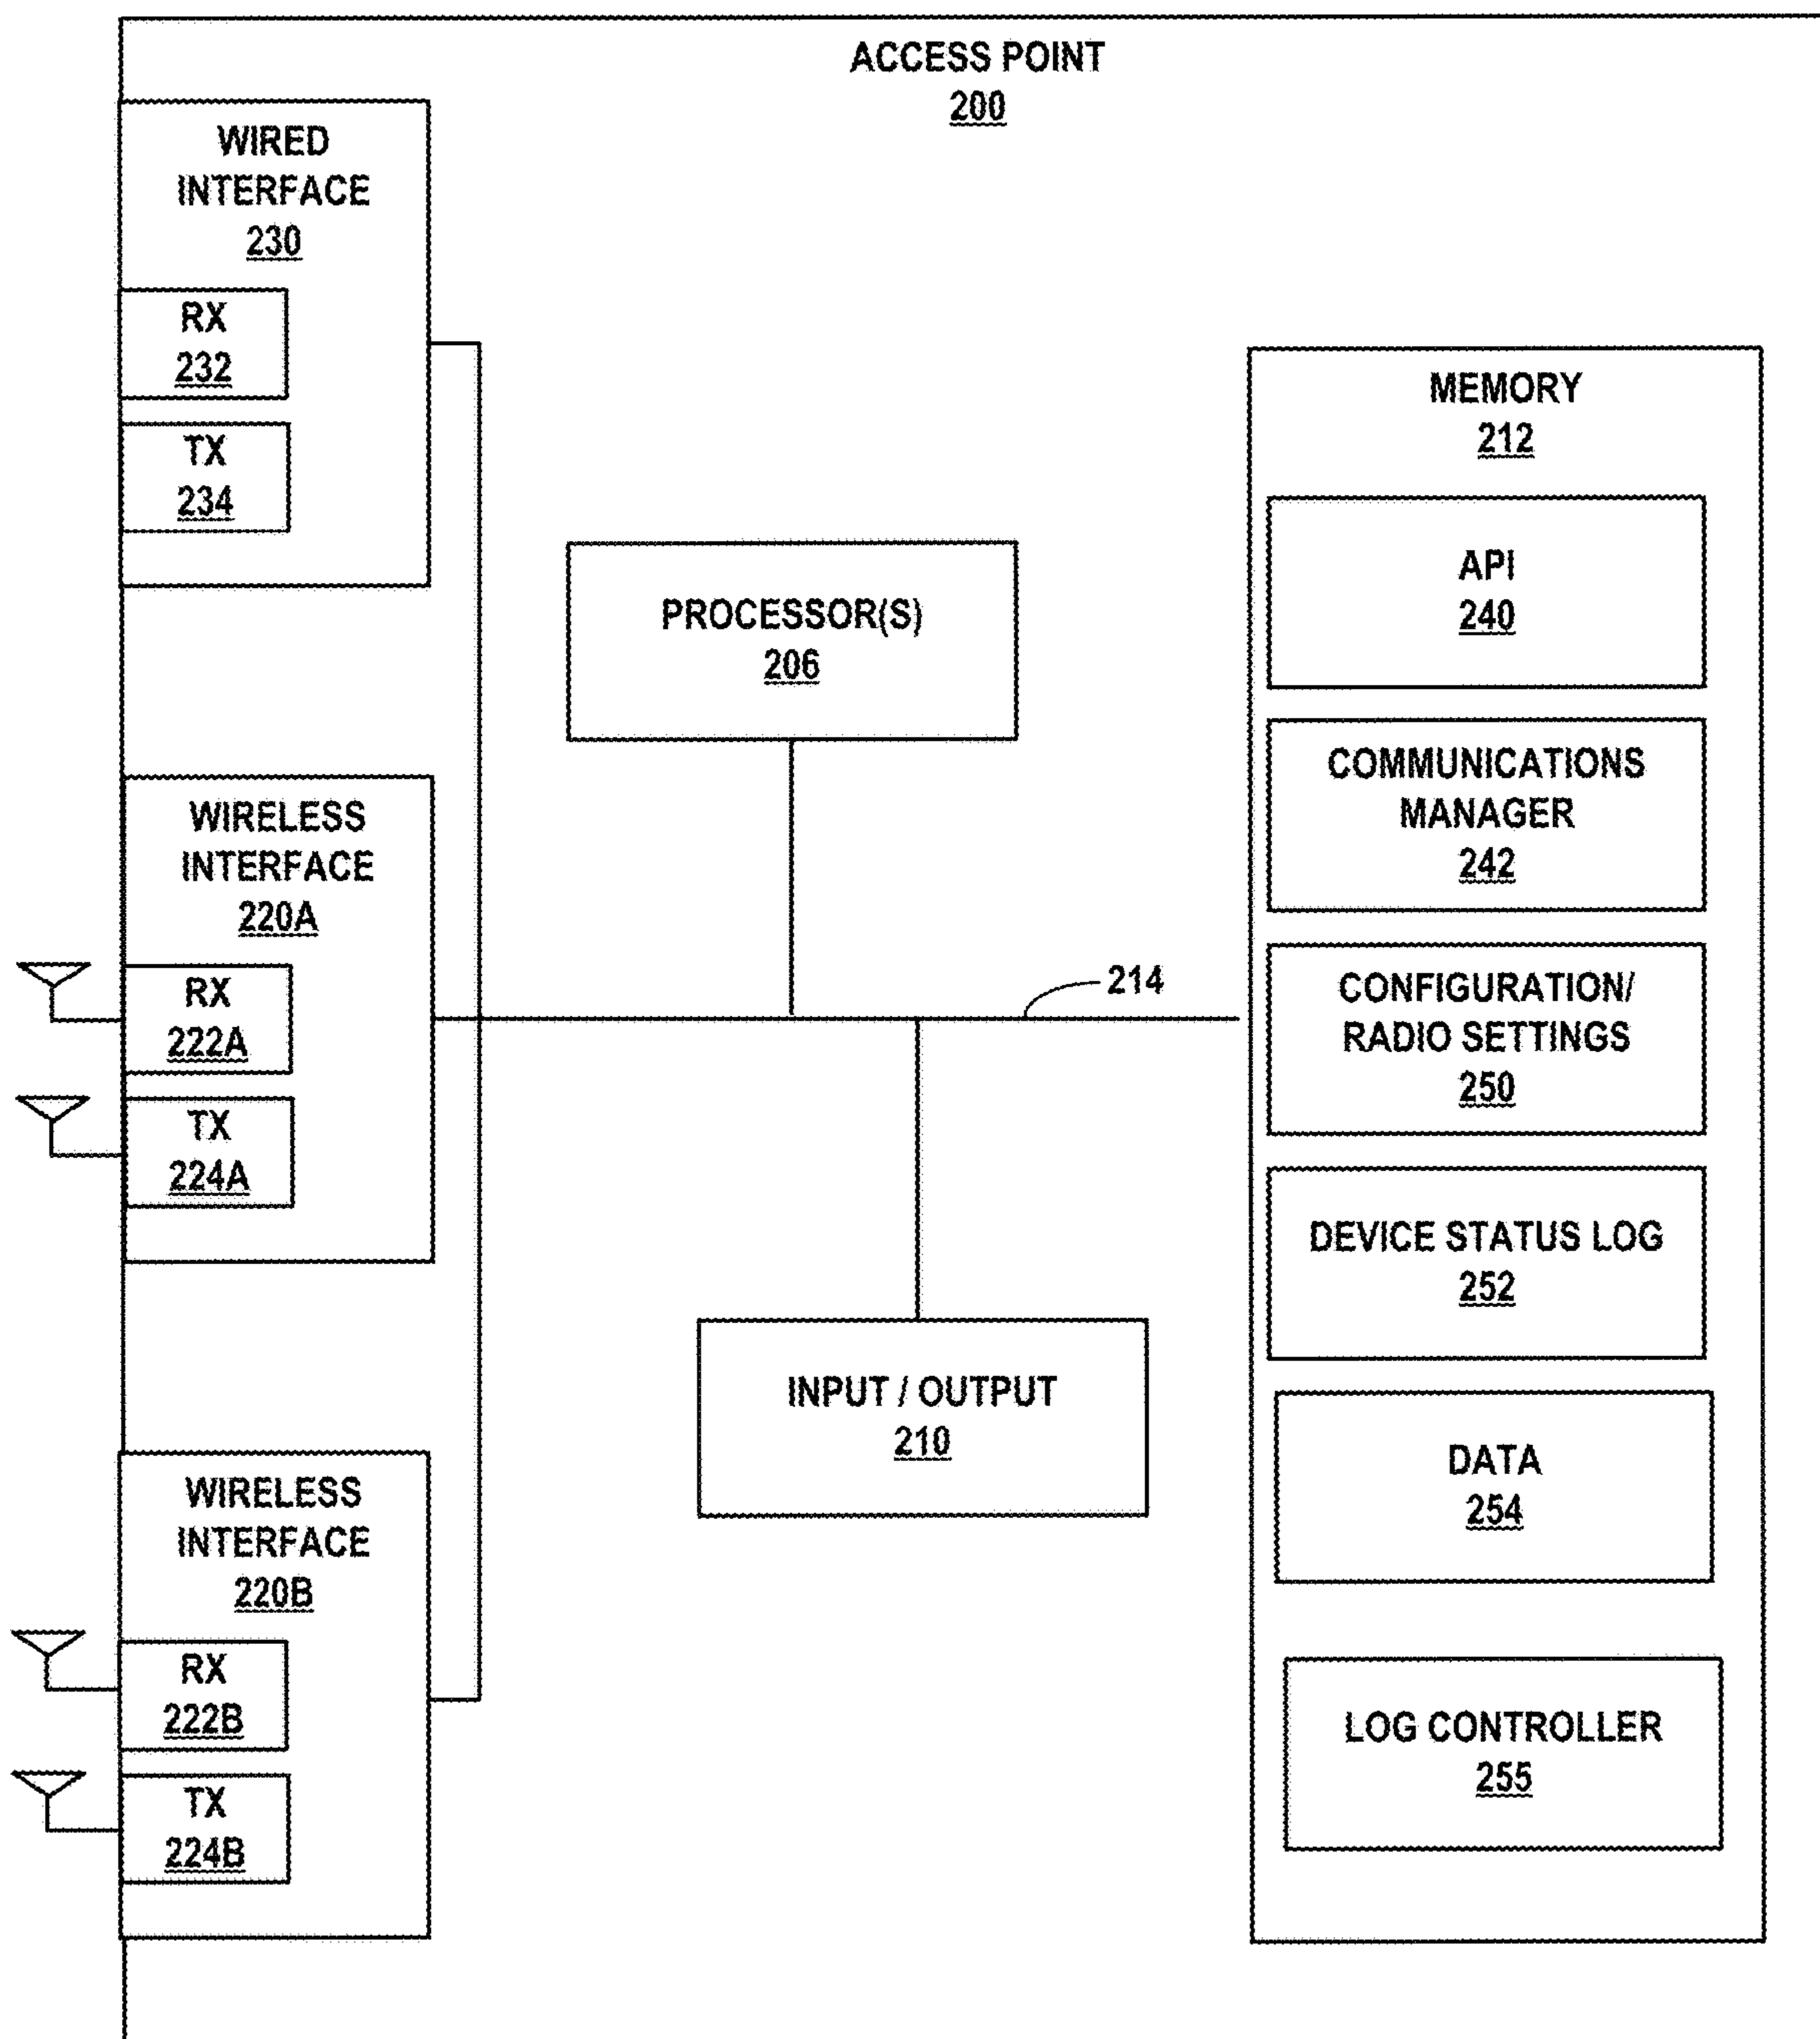 ACCESS POINT
200
WIRED
INTERFACE
230
RX
232
TX
234
WIRELESS
INTERFACE
220A
RX
222A
TX
224A
WIRELESS
INTERFACE
220B
RX
222B
TX
224B
PROCESSOR(S)
206
214
INPUT / OUTPUT
210
MEMORY
212
API
240
COMMUNICATIONS
MANAGER
242
CONFIGURATION/
RADIO SETTINGS
250
DEVICE STATUS LOG
252
DATA
254
LOG CONTROLLER
255